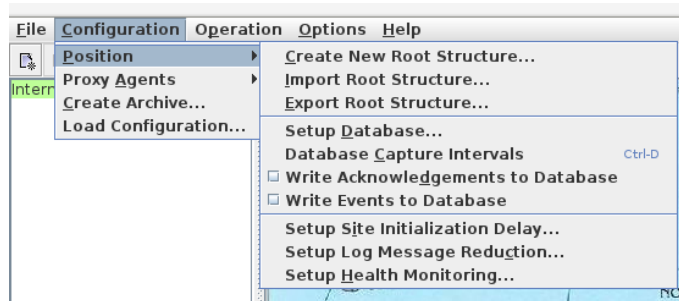 File Configuration Operation Options Help
Position
Proxy Agents
Create Archive...
Load Configuration...
Create New Root Structure...
Import Root Structure...
Export Root Structure...
Setup Database...
Database Capture Intervals Ctrl-D
Write Acknowledgements to Database
Write Events to Database
Setup Site Initialization Delay...
Setup Log Message Reduction...
Setup Health Monitoring...